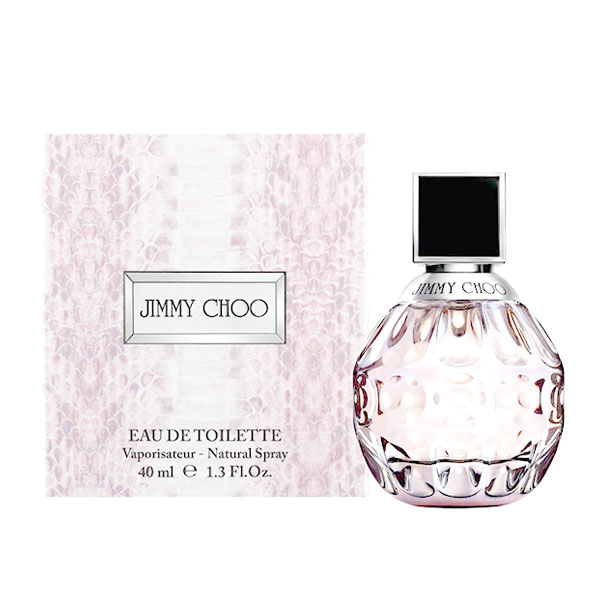 JIMMY CHOO
EAU DE TOILETTE
Vaporisateur - Natural Spray
40 ml ℮ 1.3 Fl.Oz.
JIMMY CHOO